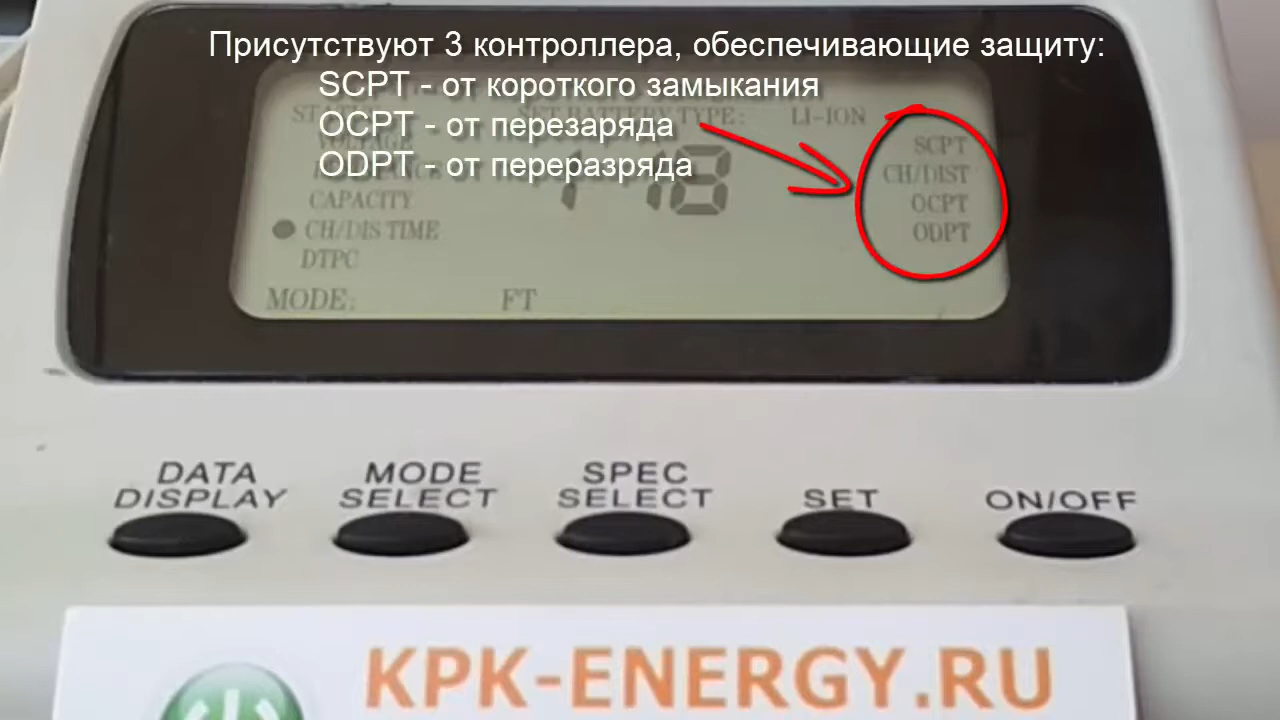 Присутствуют 3 контроллера, обеспечивающие защиту:
SCPT - от короткого замыкания
OCPT - от перезаряда
ODPT - от переразряда
TYPE: LI-ION
SCPT
CH/DIST
OCPT
ODPT
CAPACITY
CH/DIS TIME
DTPC
MODE: FT
DATA DISPLAY
MODE SELECT
SPEC SELECT
SET
ON/OFF
KPK-ENERGY.RU